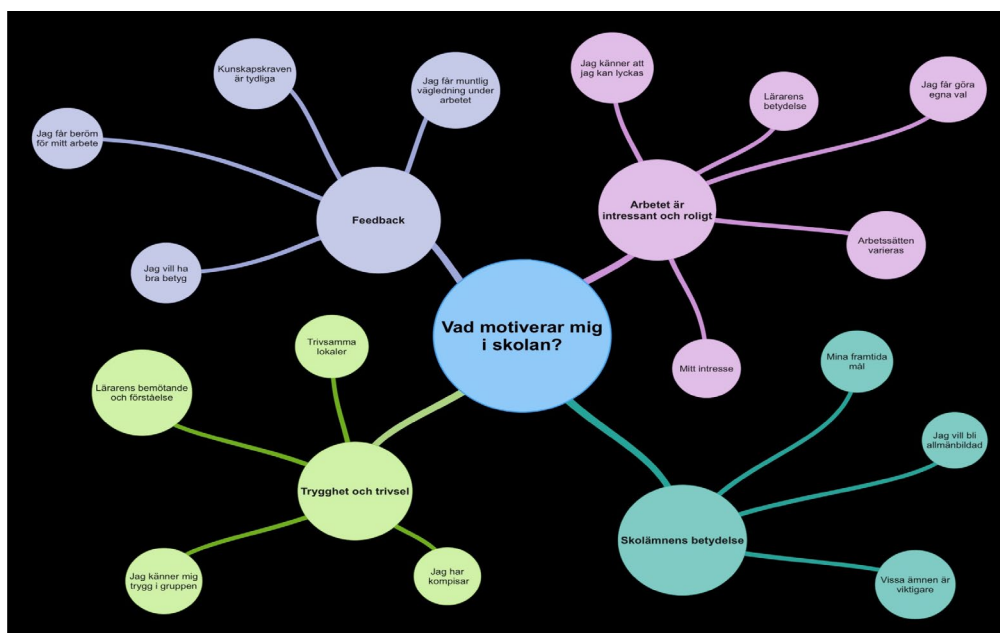 Vad motiverar mig
i skolan?
Feedback
Kunskapskraven
är tydliga
Jag får muntlig
vägledning under
arbetet
Jag får beröm
för mitt arbete
Jag vill ha
bra betyg
Arbetet är
intressant och roligt
Jag känner att
jag kan lyckas
Lärarens
betydelse
Jag får göra
egna val
Arbetssätten
varieras
Mitt intresse
Trygghet och trivsel
Trivsamma
lokaler
Lärarens bemötande
och förståelse
Jag känner mig
trygg i gruppen
Jag har
kompisar
Skolämnens betydelse
Mina framtida
mål
Jag vill bli
allmänbildad
Vissa ämnen är
viktigare